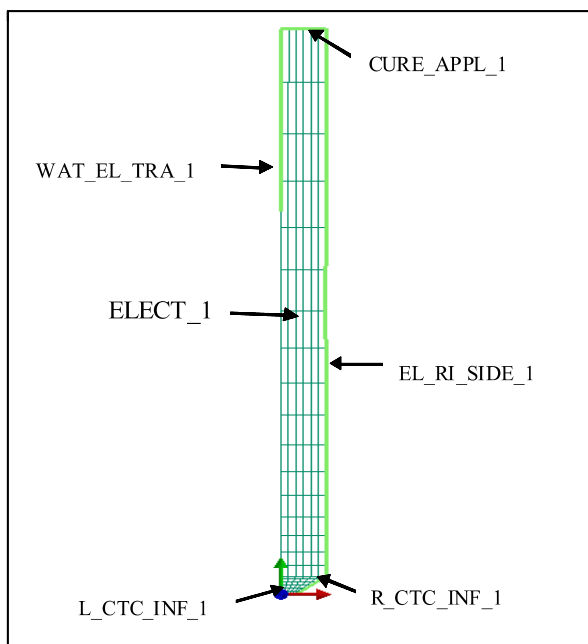 CURE_APPL_1
WAT_EL_TRA_1
ELECT_1
EL_RI_SIDE_1
L_CTC_INF_1
R_CTC_INF_1